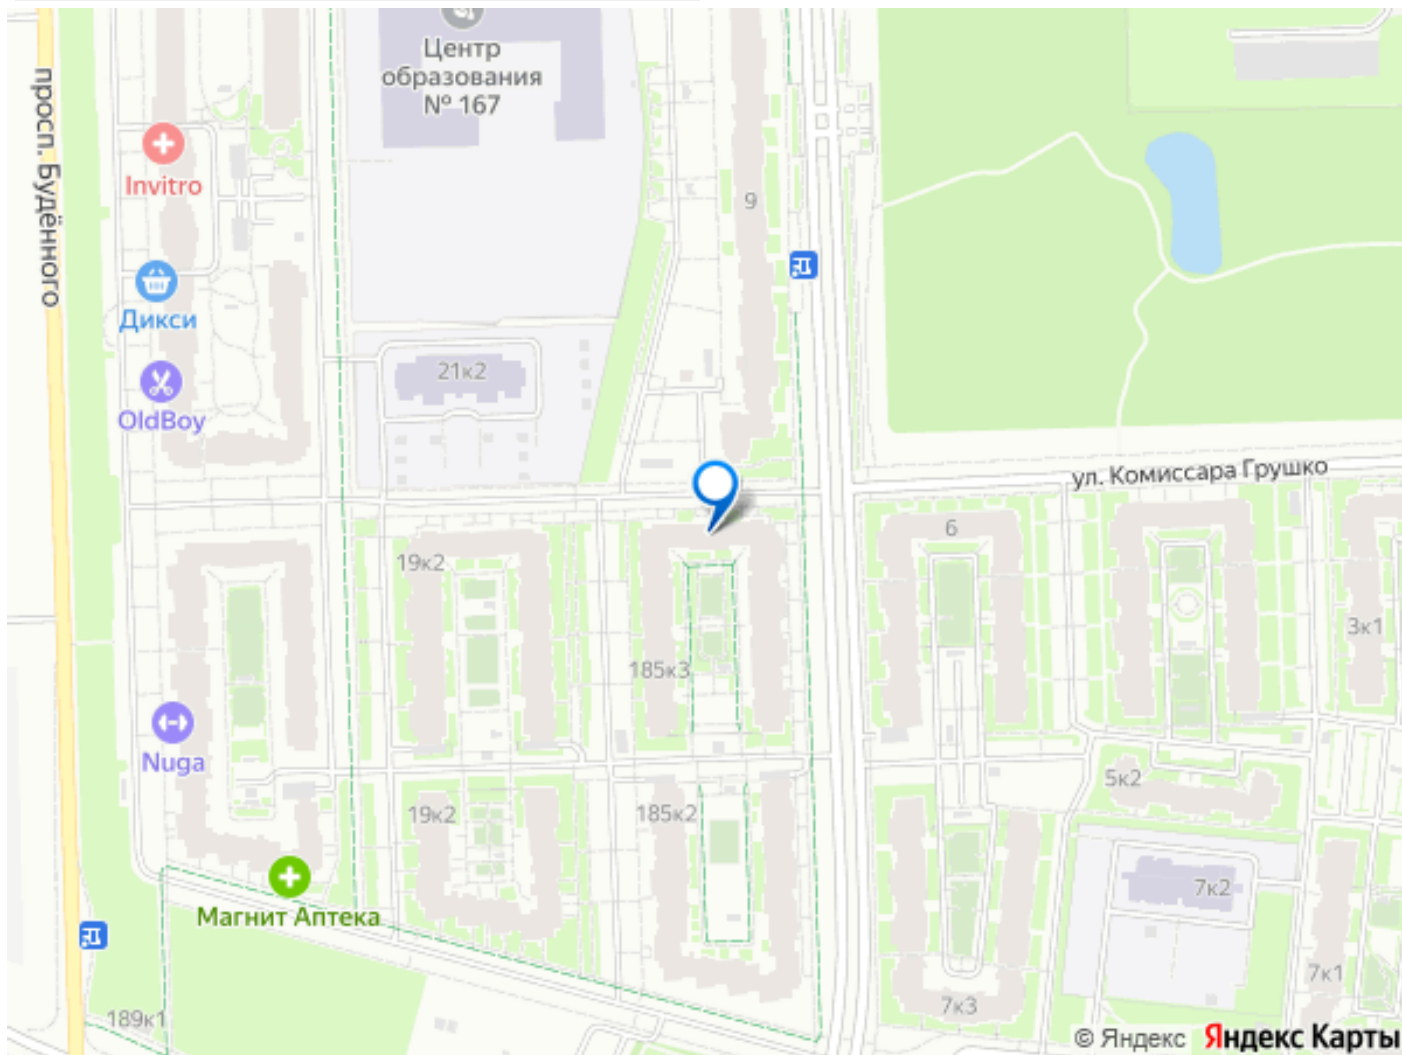 Центр
образования
№ 167
просп. Будённого
Invitro
9
Дикси
21к2
OldBoy
ул. Комиссара Грушко
6
19к2
3к1
185к3
Nuga
5к2
19к2
185к2
7к2
Магнит Аптека
7к1
7к3
189к1
© Яндекс Яндекс Карты